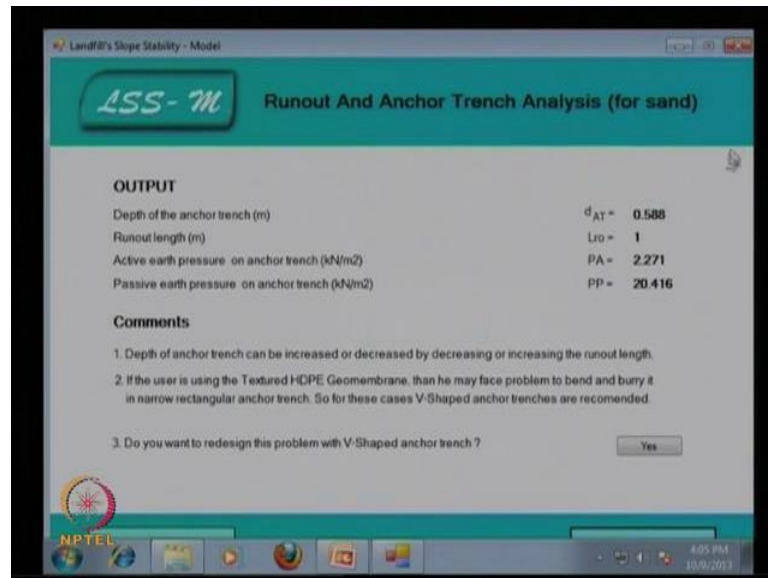 Landfill's Slope Stability - Model
LSS-M
Runout And Anchor Trench Analysis (for sand)
OUTPUT
Depth of the anchor trench (m) dAT = 0.588
Runout length (m) Lro = 1
Active earth pressure on anchor trench (kN/m2) PA = 2.271
Passive earth pressure on anchor trench (kN/m2) PP = 20.416
Comments
1. Depth of anchor trench can be increased or decreased by decreasing or increasing the runout length.
2. If the user is using the Textured HDPE Geomembrane, than he may face problem to bend and burry it
in narrow rectangular anchor trench. So for these cases V-Shaped anchor trenches are recomended.
3. Do you want to redesign this problem with V-Shaped anchor trench ? Yes
NPTEL
4:05 PM
10/9/2013